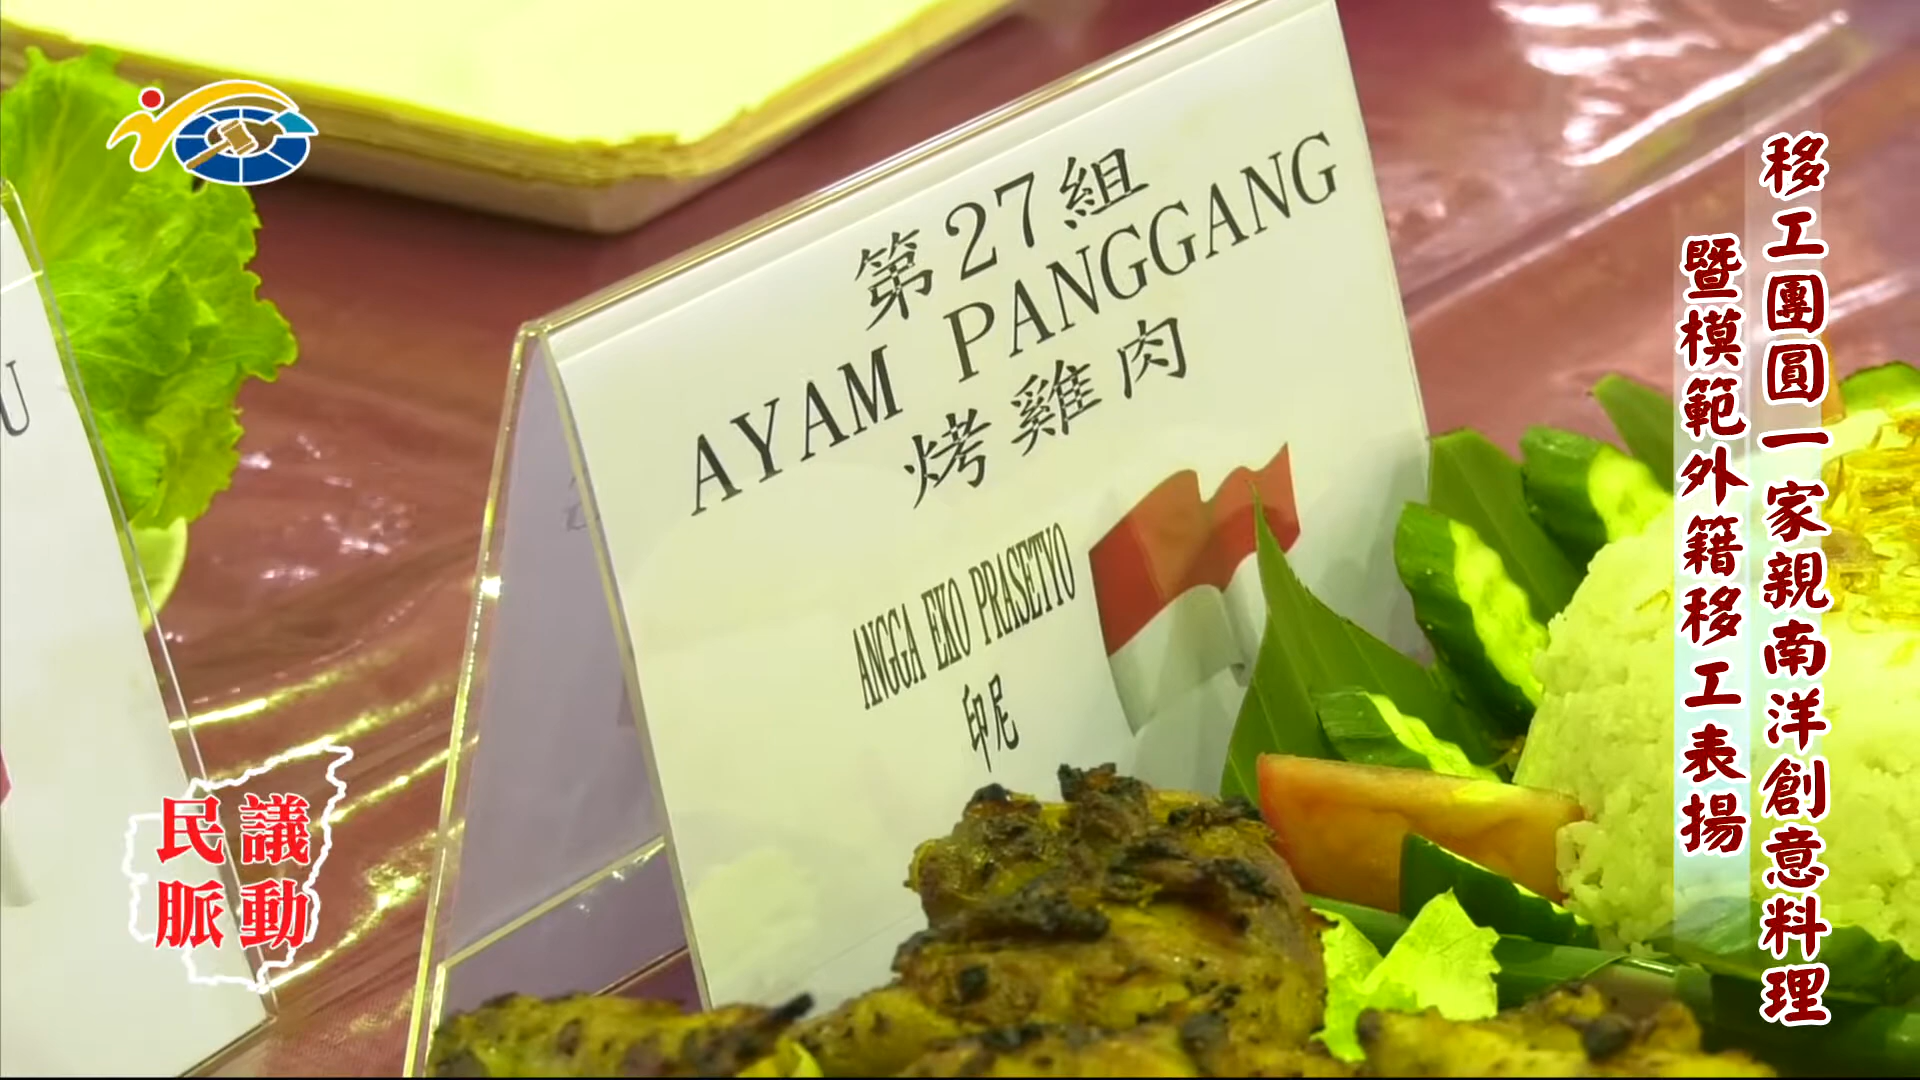 第27組
AYAM PANGGANG
烤雞肉
ANGGA EKO PRASETYO
印尼
U
移工團圓一家親南洋創意料理
暨模範外籍移工表揚
民議
脈動